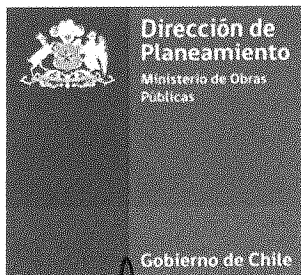 Dirección de
Planeamiento
Ministerio de Obras
Públicas
Gobierno de Chile